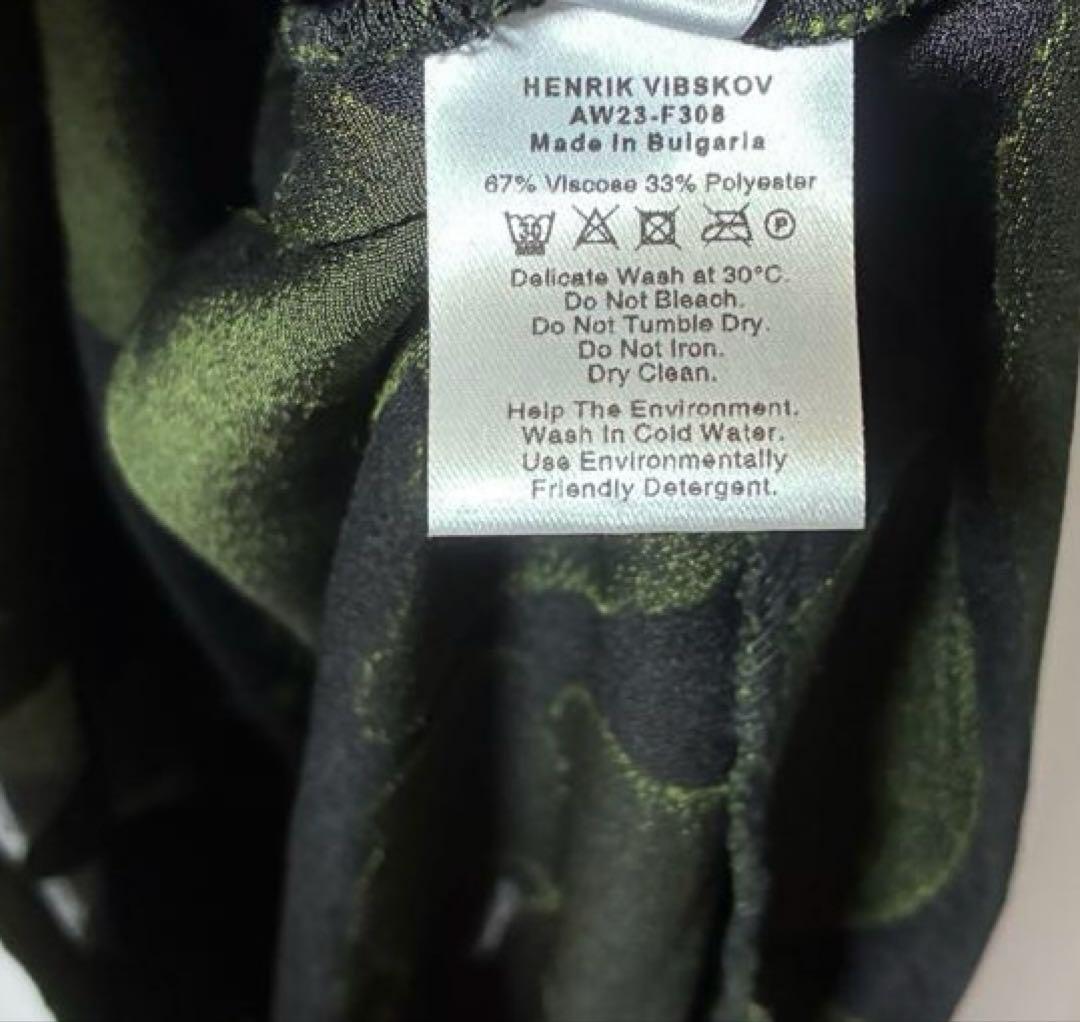 HENRIK VIBSKOV
AW23-F308
Made In Bulgaria
67% Viscose 33% Polyester
30 P
Delicate Wash at 30°C.
Do Not Bleach.
Do Not Tumble Dry.
Do Not Iron.
Dry Clean.
Help The Environment.
Wash In Cold Water.
Use Environmentally
Friendly Detergent.